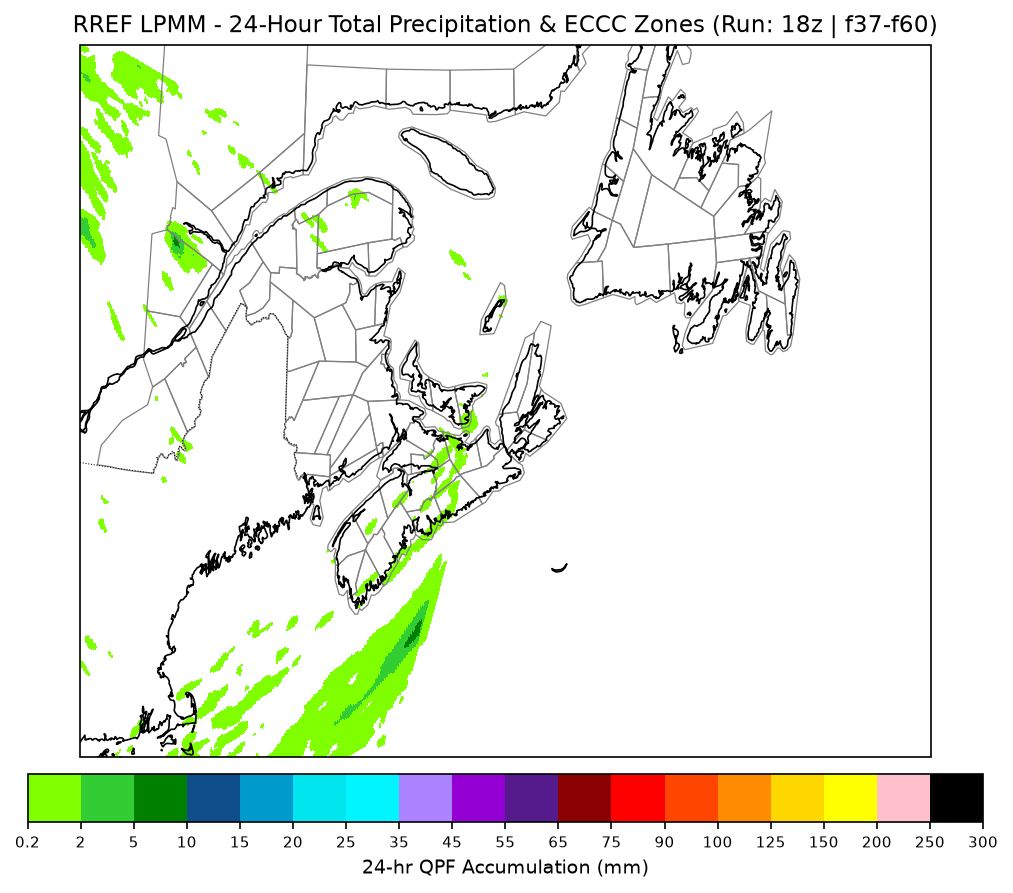 RREF LPMM - 24-Hour Total Precipitation & ECCC Zones (Run: 18z | f37-f60)
0.2 2 5 10 15 20 25 35 45 55 65 75 90 100 125 150 200 250 300
24-hr QPF Accumulation (mm)